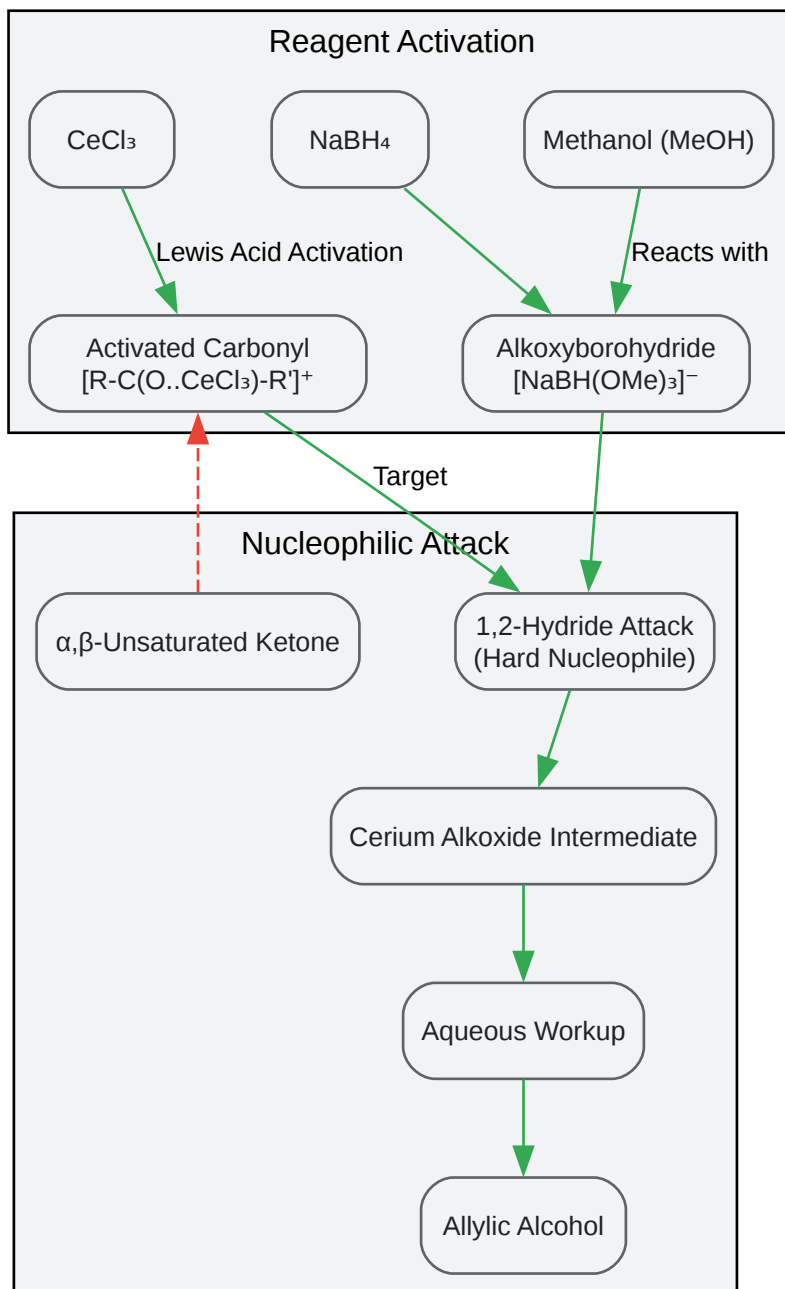 Reagent Activation
CeCl₃
NaBH₄
Methanol (MeOH)
Lewis Acid Activation
Reacts with
Activated Carbonyl
[R-C(O..CeCl₃)-R']⁺
Alkoxyborohydride
[NaBH(OMe)₃]⁻
Target
Nucleophilic Attack
α,β-Unsaturated Ketone
1,2-Hydride Attack
(Hard Nucleophile)
Cerium Alkoxide Intermediate
Aqueous Workup
Allylic Alcohol